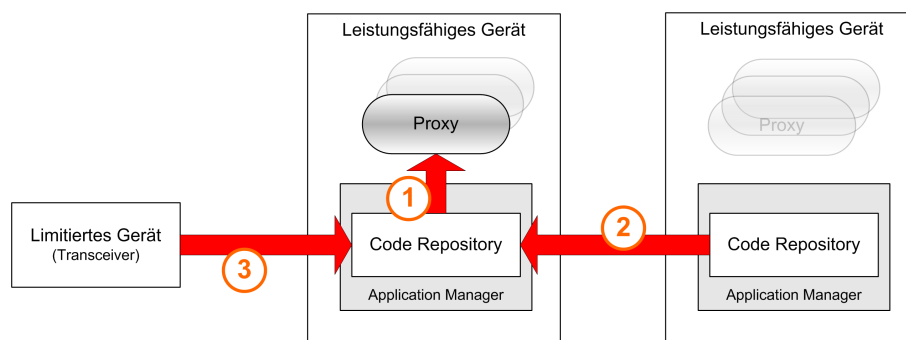 Leistungsfähiges Gerät
Leistungsfähiges Gerät
Proxy
Proxy
1
2
Limitiertes Gerät
(Transceiver)
3
Code Repository
Code Repository
Application Manager
Application Manager